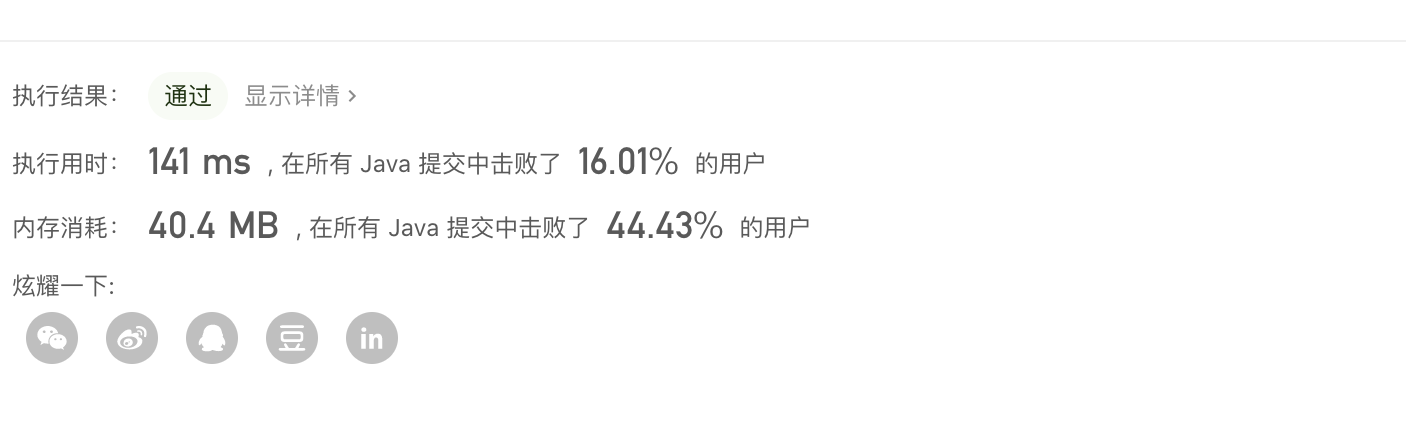 执行结果： 通过 显示详情 >
执行用时： 141 ms , 在所有 Java 提交中击败了 16.01% 的用户
内存消耗： 40.4 MB , 在所有 Java 提交中击败了 44.43% 的用户
炫耀一下:
豆 in